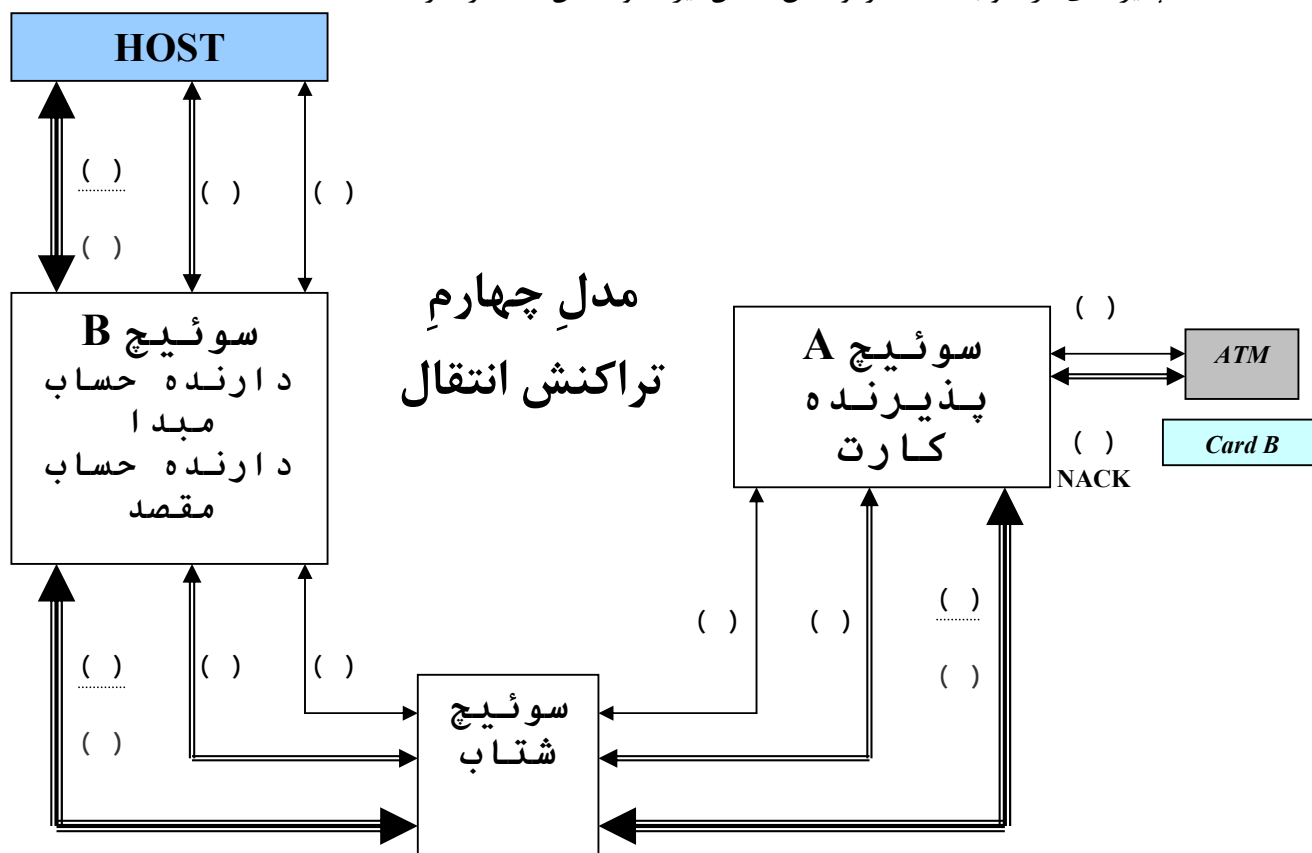 HOST
( )
( )
( )
( )
مدلِ چهارمِ
تراکنش انتقال
سوئیچ B
دارنده حساب
مبدا
دارنده حساب
مقصد
سوئیچ A
پذیرنده
کارت
( )
ATM
( )
NACK
Card B
( )
( )
( )
( )
( )
( )
( )
( )
سوئیچ
شتاب